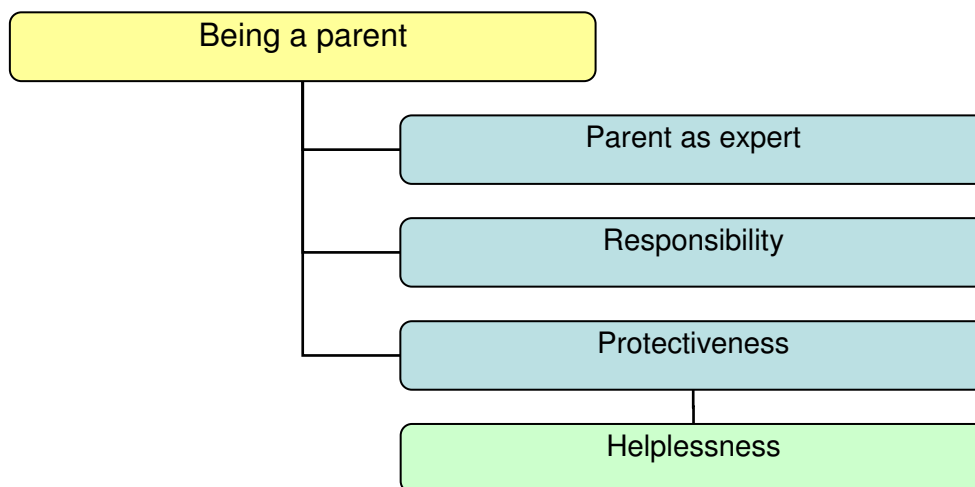 Being a parent
Parent as expert
Responsibility
Protectiveness
Helplessness